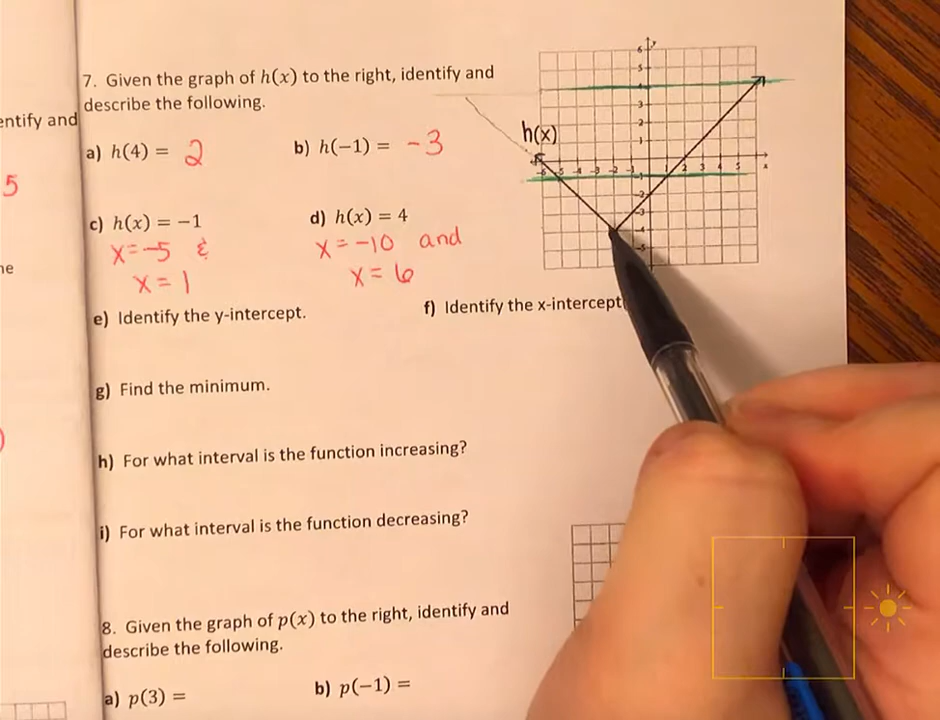 7. Given the graph of h(x) to the right, identify and
describe the following.
entify and
a) h(4) = 2
b) h(−1) = -3
5
c) h(x) = −1
x=-5 &
x = 1
d) h(x) = 4
x = -10 and
x = 6
ne
e) Identify the y-intercept.
f) Identify the x-intercept
g) Find the minimum.
h) For what interval is the function increasing?
i) For what interval is the function decreasing?
8. Given the graph of p(x) to the right, identify and
describe the following.
a) p(3) =
b) p(−1) =
h(x)